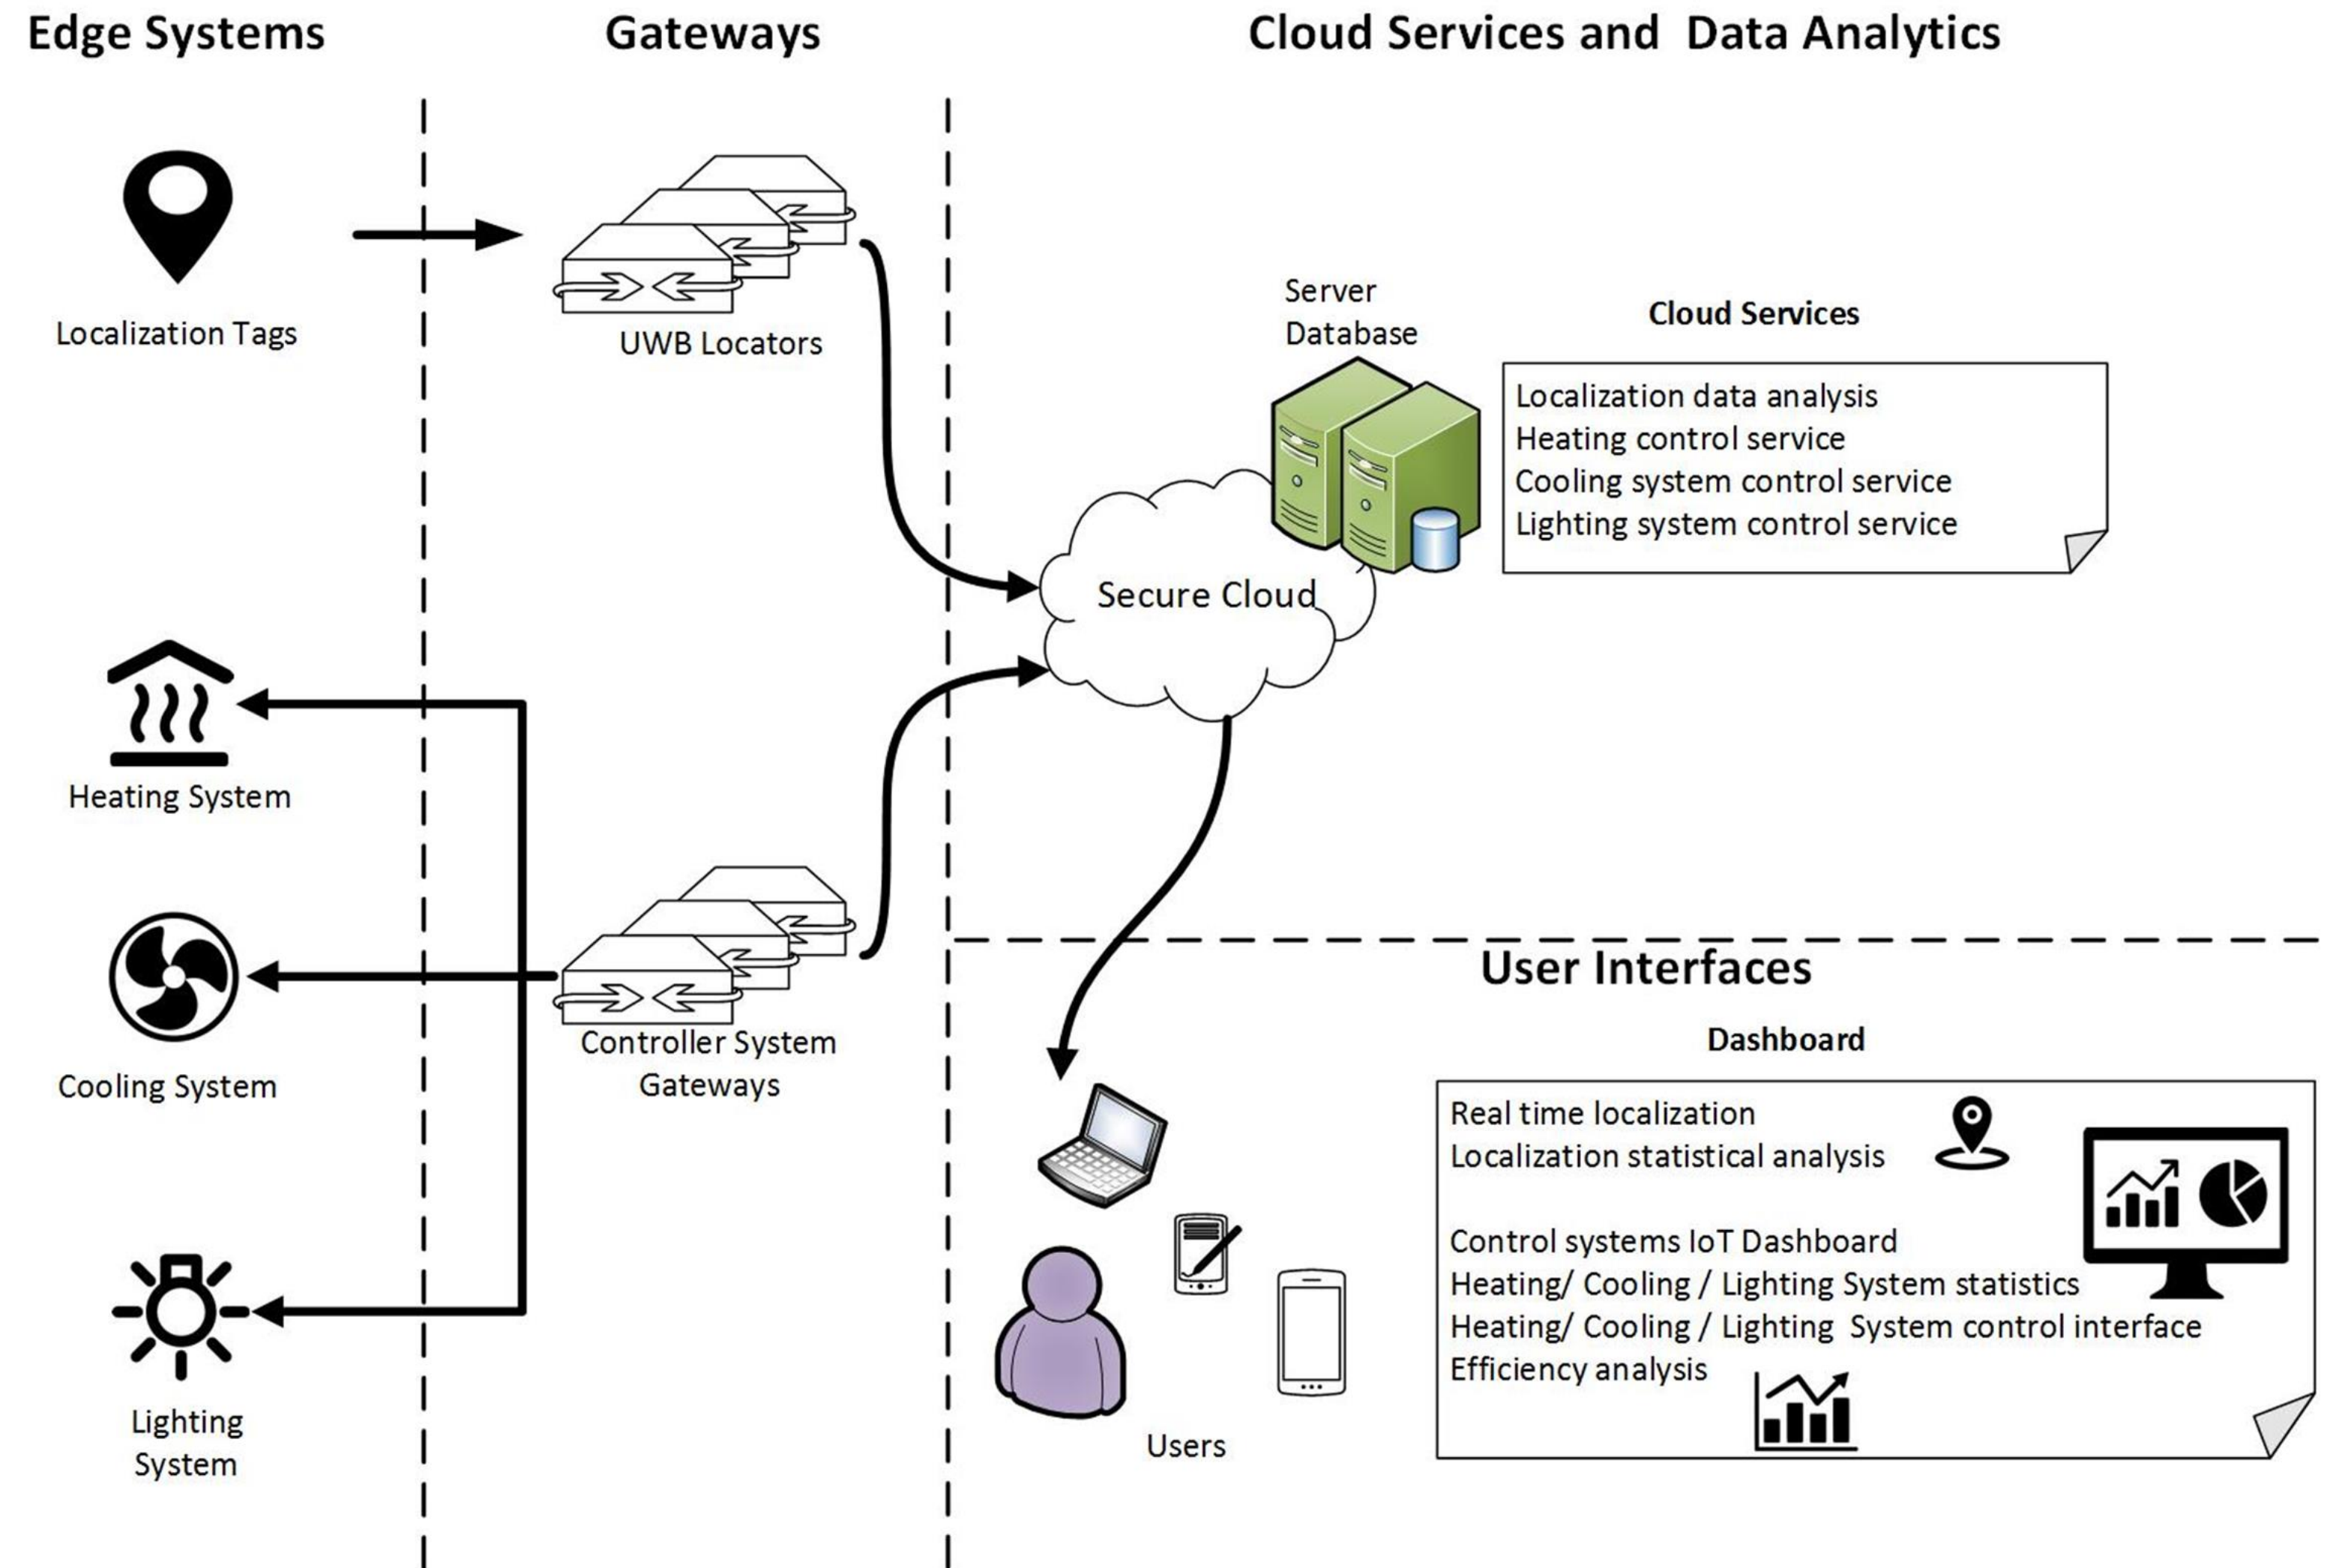 Edge Systems
Gateways
Cloud Services and Data Analytics
Localization Tags
UWB Locators
Server
Database
Cloud Services
Localization data analysis
Heating control service
Cooling system control service
Lighting system control service
Secure Cloud
Heating System
Cooling System
Controller System
Gateways
Lighting
System
User Interfaces
Dashboard
Real time localization
Localization statistical analysis
Control systems IoT Dashboard
Heating/ Cooling / Lighting System statistics
Heating/ Cooling / Lighting System control interface
Efficiency analysis
Users